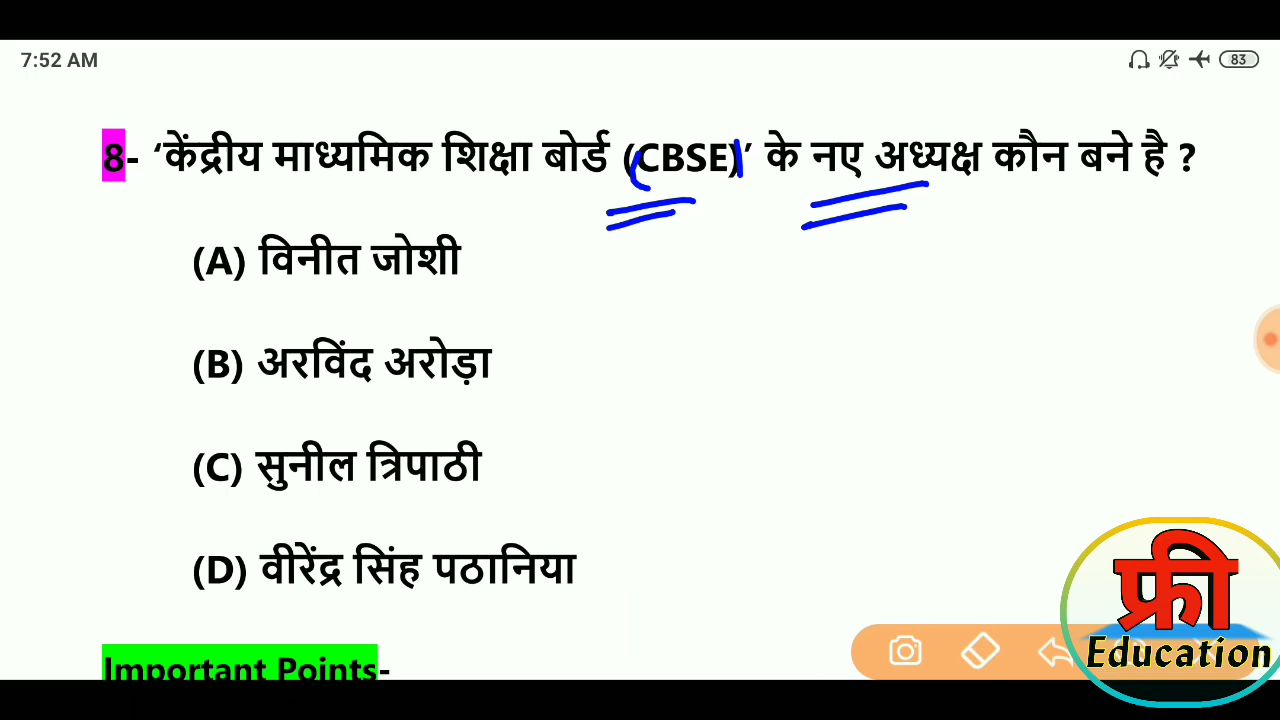 7:52 AM
83
8- ‘केंद्रीय माध्यमिक शिक्षा बोर्ड (CBSE)’ के नए अध्यक्ष कौन बने है ?
(A) विनीत जोशी
(B) अरविंद अरोड़ा
(C) सुनील त्रिपाठी
(D) वीरेंद्र सिंह पठानिया
Important Points-
फ्री
Education